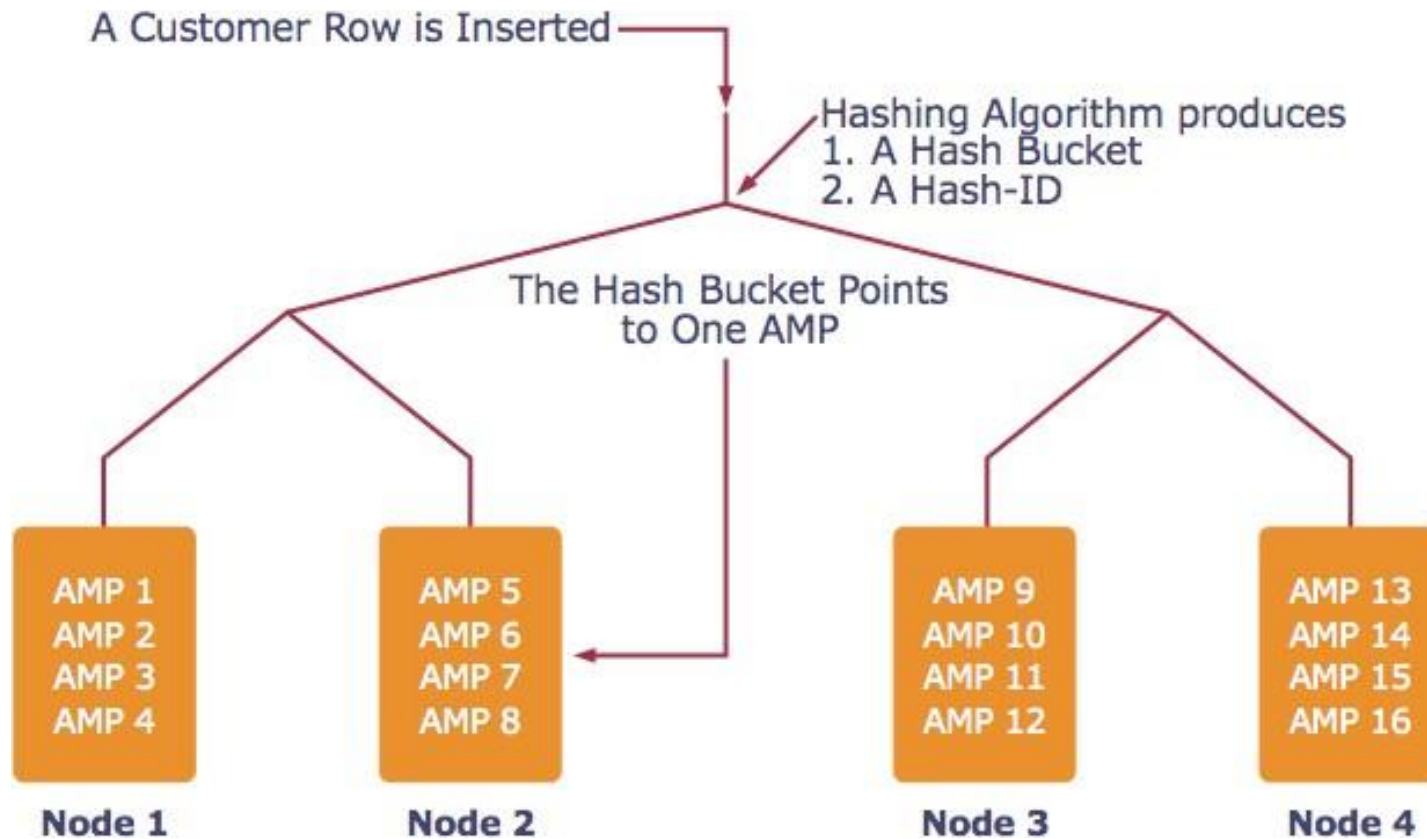 A Customer Row is Inserted
Hashing Algorithm produces
1. A Hash Bucket
2. A Hash-ID
The Hash Bucket Points
to One AMP
AMP 1
AMP 2
AMP 3
AMP 4
Node 1
AMP 5
AMP 6
AMP 7
AMP 8
Node 2
AMP 9
AMP 10
AMP 11
AMP 12
Node 3
AMP 13
AMP 14
AMP 15
AMP 16
Node 4